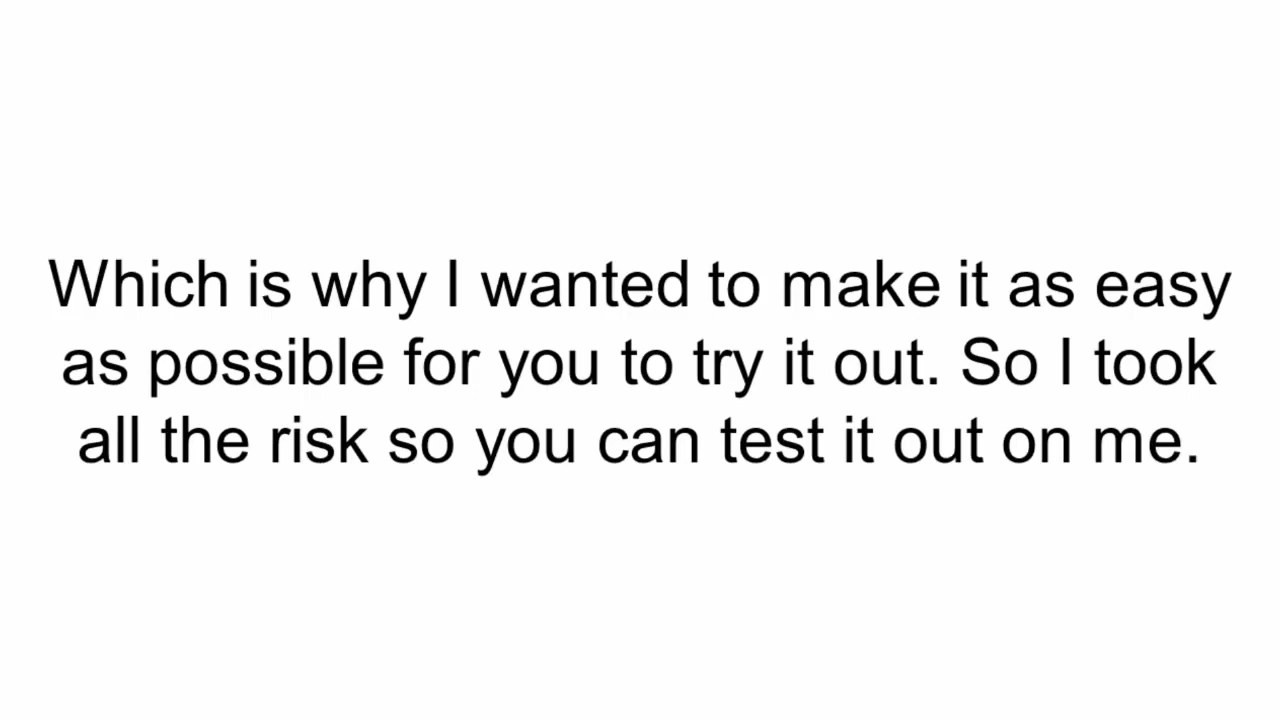 Which is why I wanted to make it as easy
as possible for you to try it out. So I took
all the risk so you can test it out on me.